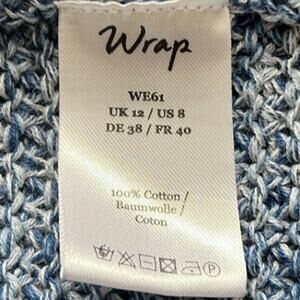 Wrap
WE61
UK 12 / US 8
DE 38 / FR 40
100% Cotton /
Baumwolle /
Coton
P